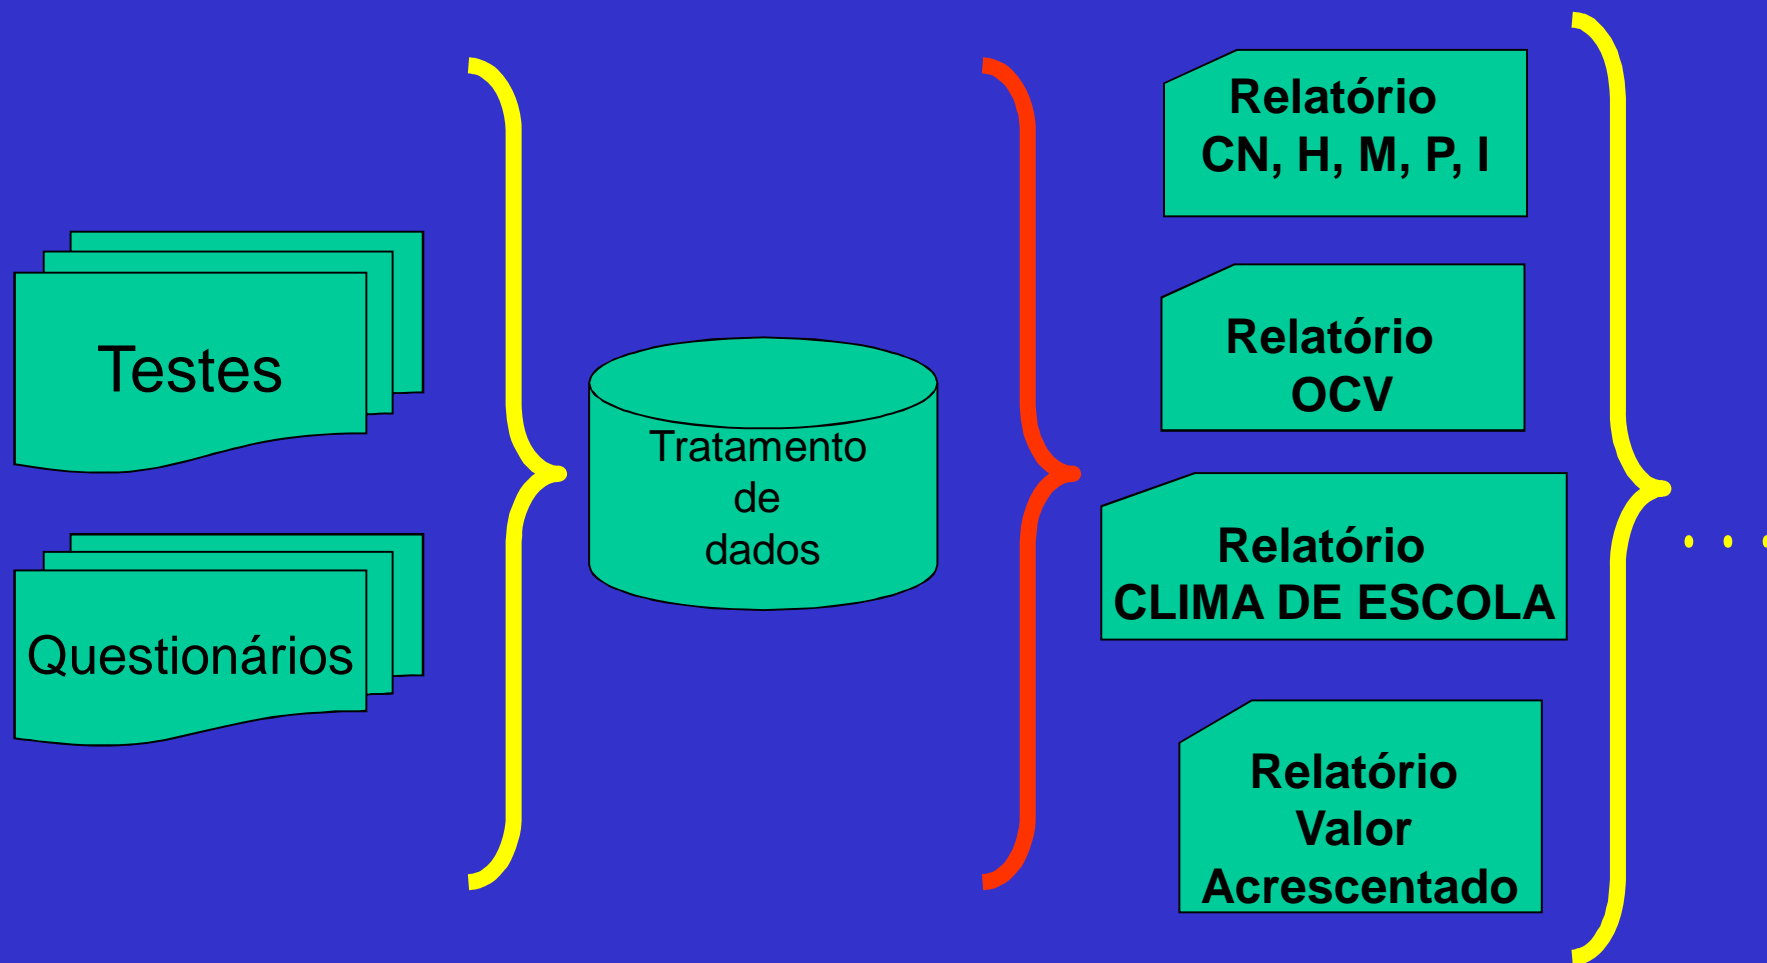 Testes
Questionários
Tratamento
de
dados
Relatório
CN, H, M, P, I
Relatório
OCV
Relatório
CLIMA DE ESCOLA
Relatório
Valor
Acrescentado
. . .